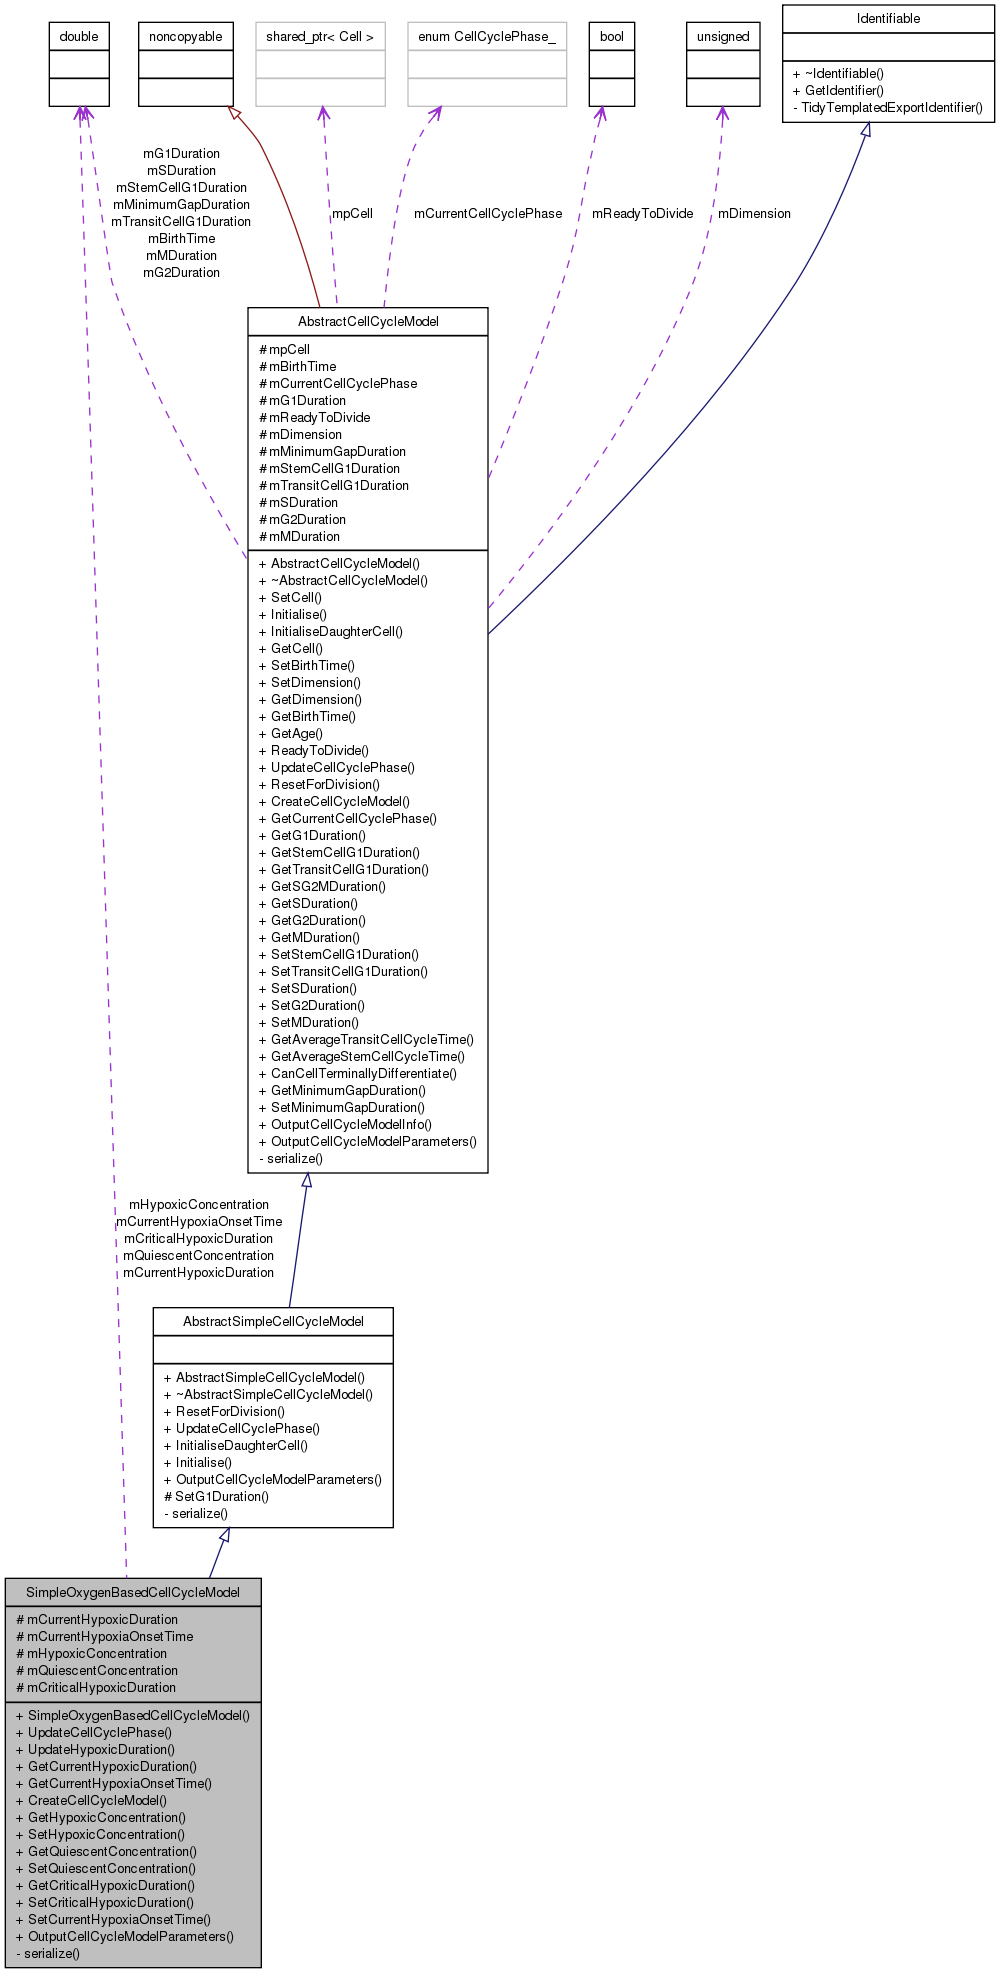 Identifiable
+ ~Identifiable()
+ GetIdentifier()
- TidyTemplatedExportIdentifier()
double
noncopyable
shared_ptr< Cell >
enum CellCyclePhase_
bool
unsigned
mG1Duration
mSDuration
mStemCellG1Duration
mMinimumGapDuration
mTransitCellG1Duration
mBirthTime
mMDuration
mG2Duration
mpCell
mCurrentCellCyclePhase
mReadyToDivide
mDimension
AbstractCellCycleModel
# mpCell
# mBirthTime
# mCurrentCellCyclePhase
# mG1Duration
# mReadyToDivide
# mDimension
# mMinimumGapDuration
# mStemCellG1Duration
# mTransitCellG1Duration
# mSDuration
# mG2Duration
# mMDuration
+ AbstractCellCycleModel()
+ ~AbstractCellCycleModel()
+ SetCell()
+ Initialise()
+ InitialiseDaughterCell()
+ GetCell()
+ SetBirthTime()
+ SetDimension()
+ GetDimension()
+ GetBirthTime()
+ GetAge()
+ ReadyToDivide()
+ UpdateCellCyclePhase()
+ ResetForDivision()
+ CreateCellCycleModel()
+ GetCurrentCellCyclePhase()
+ GetG1Duration()
+ GetStemCellG1Duration()
+ GetTransitCellG1Duration()
+ GetSG2MDuration()
+ GetSDuration()
+ GetG2Duration()
+ GetMDuration()
+ SetStemCellG1Duration()
+ SetTransitCellG1Duration()
+ SetSDuration()
+ SetG2Duration()
+ SetMDuration()
+ GetAverageTransitCellCycleTime()
+ GetAverageStemCellCycleTime()
+ CanCellTerminallyDifferentiate()
+ GetMinimumGapDuration()
+ SetMinimumGapDuration()
+ OutputCellCycleModelInfo()
+ OutputCellCycleModelParameters()
- serialize()
mHypoxicConcentration
mCurrentHypoxiaOnsetTime
mCriticalHypoxicDuration
mQuiescentConcentration
mCurrentHypoxicDuration
AbstractSimpleCellCycleModel
+ AbstractSimpleCellCycleModel()
+ ~AbstractSimpleCellCycleModel()
+ ResetForDivision()
+ UpdateCellCyclePhase()
+ InitialiseDaughterCell()
+ Initialise()
+ OutputCellCycleModelParameters()
# SetG1Duration()
- serialize()
SimpleOxygenBasedCellCycleModel
# mCurrentHypoxicDuration
# mCurrentHypoxiaOnsetTime
# mHypoxicConcentration
# mQuiescentConcentration
# mCriticalHypoxicDuration
+ SimpleOxygenBasedCellCycleModel()
+ UpdateCellCyclePhase()
+ UpdateHypoxicDuration()
+ GetCurrentHypoxicDuration()
+ GetCurrentHypoxiaOnsetTime()
+ CreateCellCycleModel()
+ GetHypoxicConcentration()
+ SetHypoxicConcentration()
+ GetQuiescentConcentration()
+ SetQuiescentConcentration()
+ GetCriticalHypoxicDuration()
+ SetCriticalHypoxicDuration()
+ SetCurrentHypoxiaOnsetTime()
+ OutputCellCycleModelParameters()
- serialize()